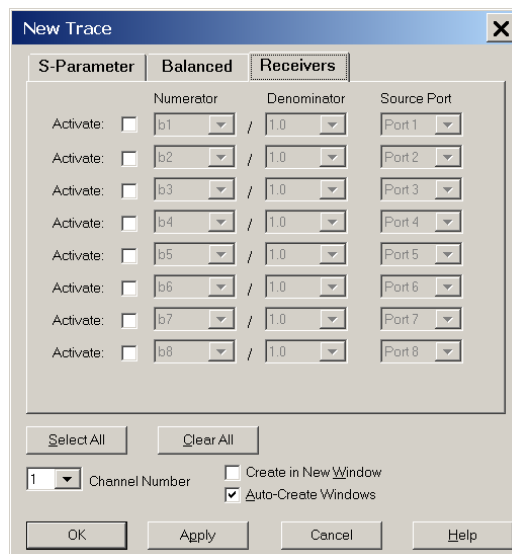 New Trace
S-Parameter Balanced Receivers
Numerator Denominator Source Port
Activate: b1 / 1.0 Port 1
Activate: b2 / 1.0 Port 2
Activate: b3 / 1.0 Port 3
Activate: b4 / 1.0 Port 4
Activate: b5 / 1.0 Port 5
Activate: b6 / 1.0 Port 6
Activate: b7 / 1.0 Port 7
Activate: b8 / 1.0 Port 8
Select All Clear All
1 Channel Number Create in New Window
Auto-Create Windows
OK Apply Cancel Help